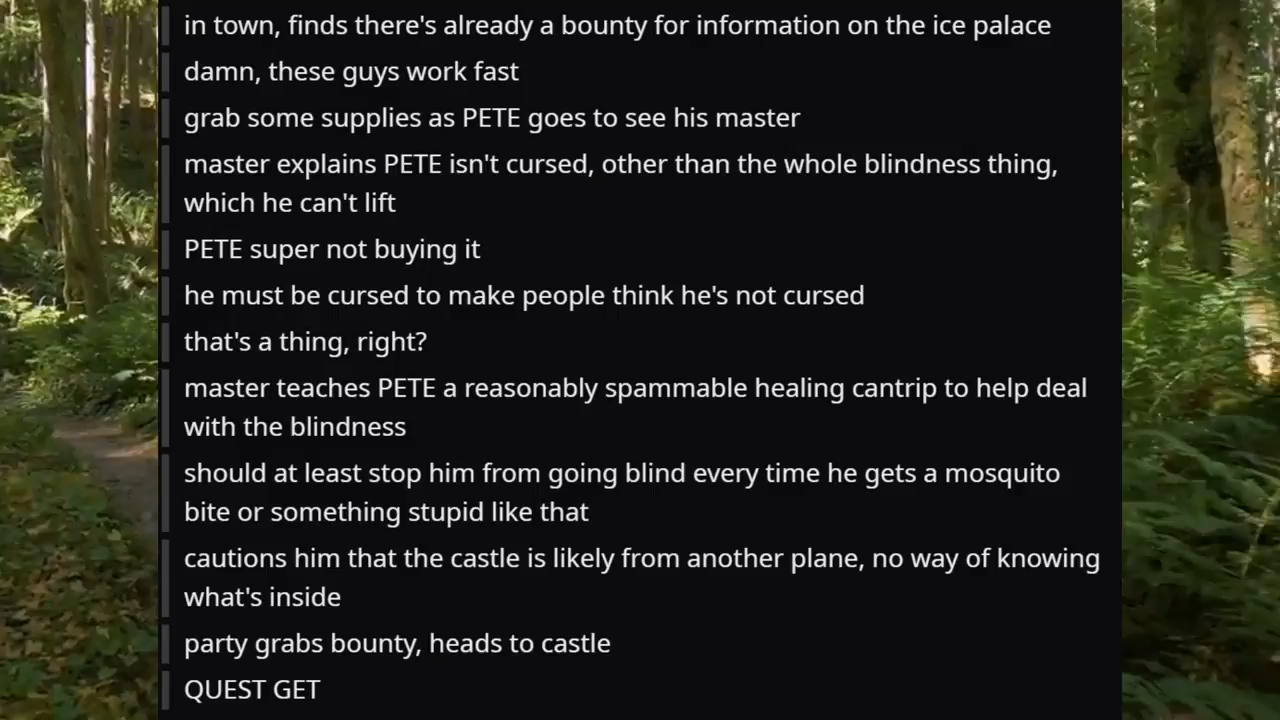 in town, finds there's already a bounty for information on the ice palace
damn, these guys work fast
grab some supplies as PETE goes to see his master
master explains PETE isn't cursed, other than the whole blindness thing,
which he can't lift
PETE super not buying it
he must be cursed to make people think he's not cursed
that's a thing, right?
master teaches PETE a reasonably spammable healing cantrip to help deal
with the blindness
should at least stop him from going blind every time he gets a mosquito
bite or something stupid like that
cautions him that the castle is likely from another plane, no way of knowing
what's inside
party grabs bounty, heads to castle
QUEST GET